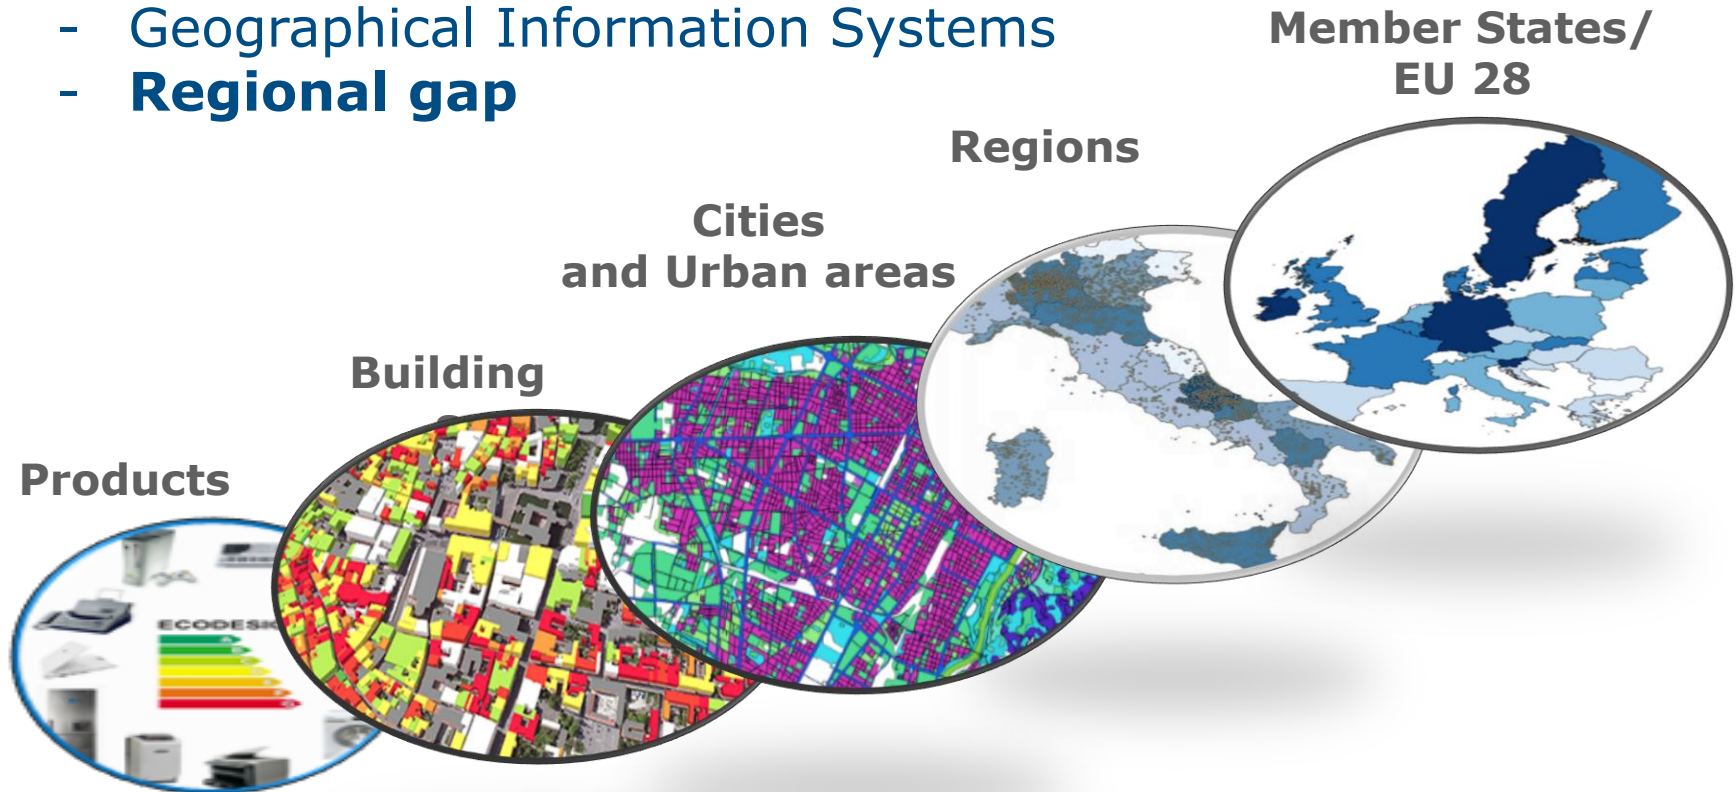 - Geographical Information Systems
- Regional gap
Member States/
EU 28
Regions
Cities
and Urban areas
Building
Products